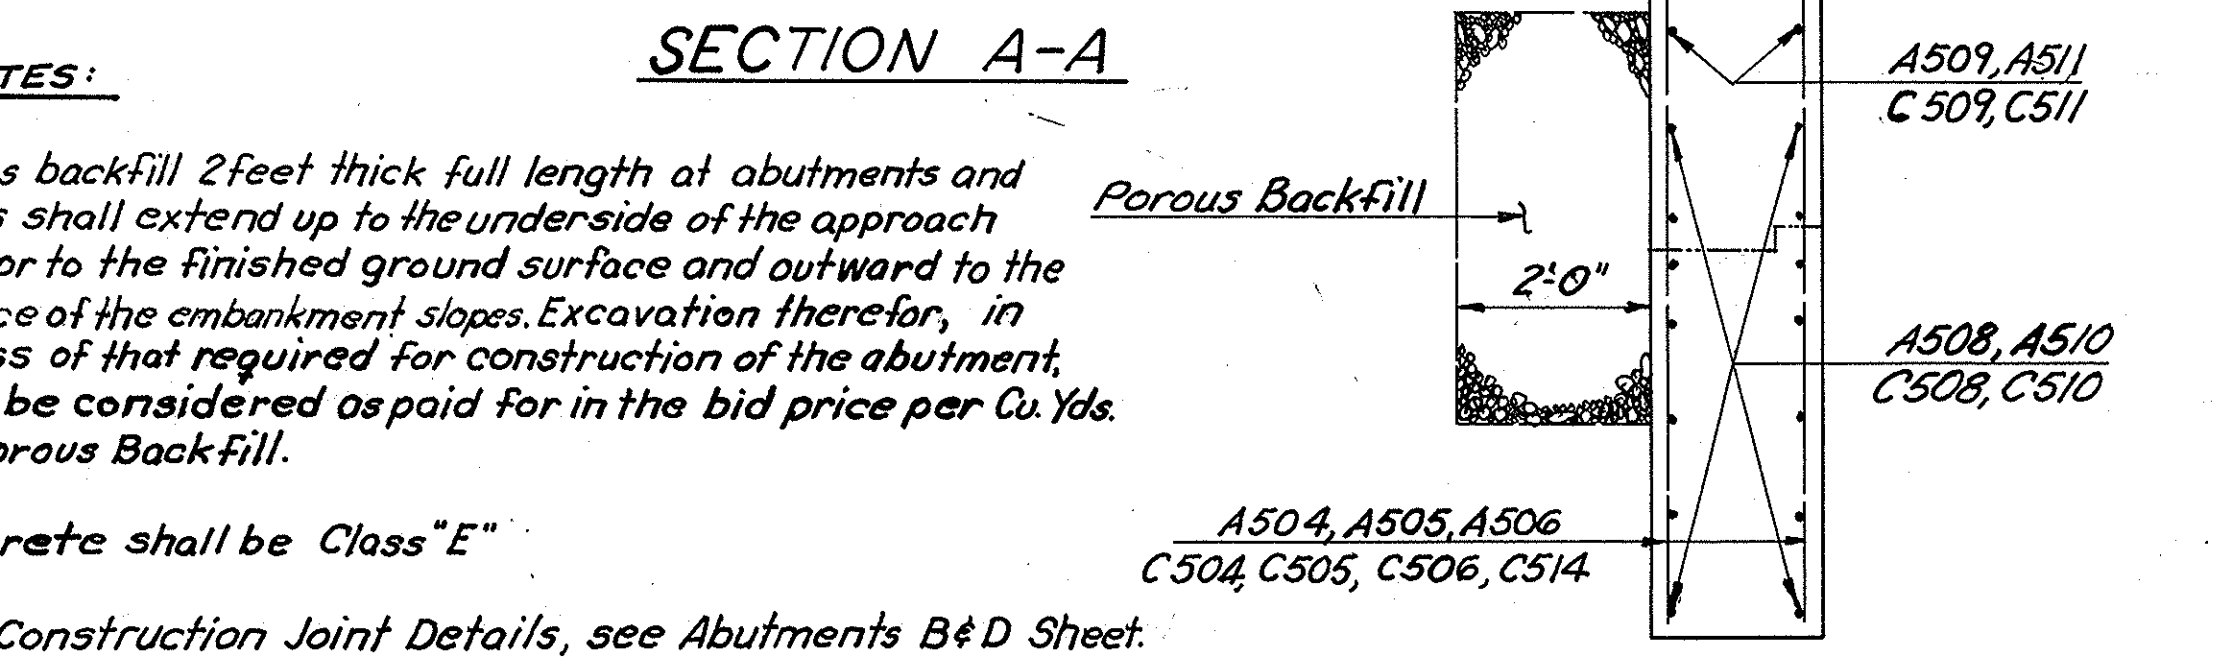 SECTION A-A
TES:
s backfill 2 feet thick full length at abutments and
s shall extend up to the underside of the approach
or to the finished ground surface and outward to the
ce of the embankment slopes. Excavation therefor, in
ss of that required for construction of the abutment,
be considered as paid for in the bid price per Cu. Yds.
orous Backfill.
rete shall be Class "E"
Construction Joint Details, see Abutments B & D Sheet.
Porous Backfill
2'-0"
A509, A511
C509, C511
A508, A510
C508, C510
A504, A505, A506
C504, C505, C506, C514